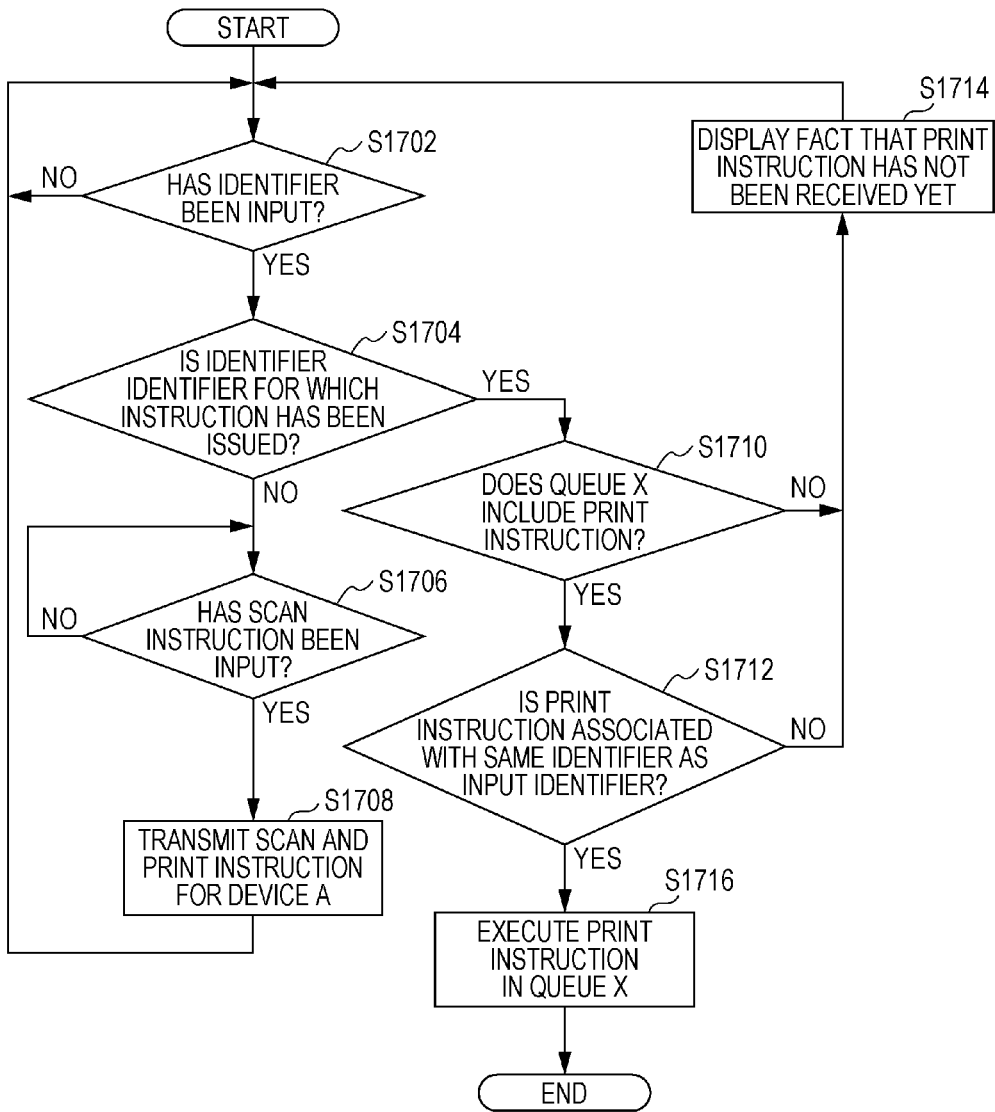 START
S1702
HAS IDENTIFIER
BEEN INPUT?
NO
YES
S1704
IS IDENTIFIER
IDENTIFIER FOR WHICH
INSTRUCTION HAS BEEN
ISSUED?
YES
NO
S1706
HAS SCAN
INSTRUCTION BEEN
INPUT?
NO
YES
S1708
TRANSMIT SCAN AND
PRINT INSTRUCTION
FOR DEVICE A
S1710
DOES QUEUE X
INCLUDE PRINT
INSTRUCTION?
NO
YES
S1712
IS PRINT
INSTRUCTION ASSOCIATED
WITH SAME IDENTIFIER AS
INPUT IDENTIFIER?
NO
YES
S1714
DISPLAY FACT THAT PRINT
INSTRUCTION HAS NOT
BEEN RECEIVED YET
S1716
EXECUTE PRINT
INSTRUCTION
IN QUEUE X
END